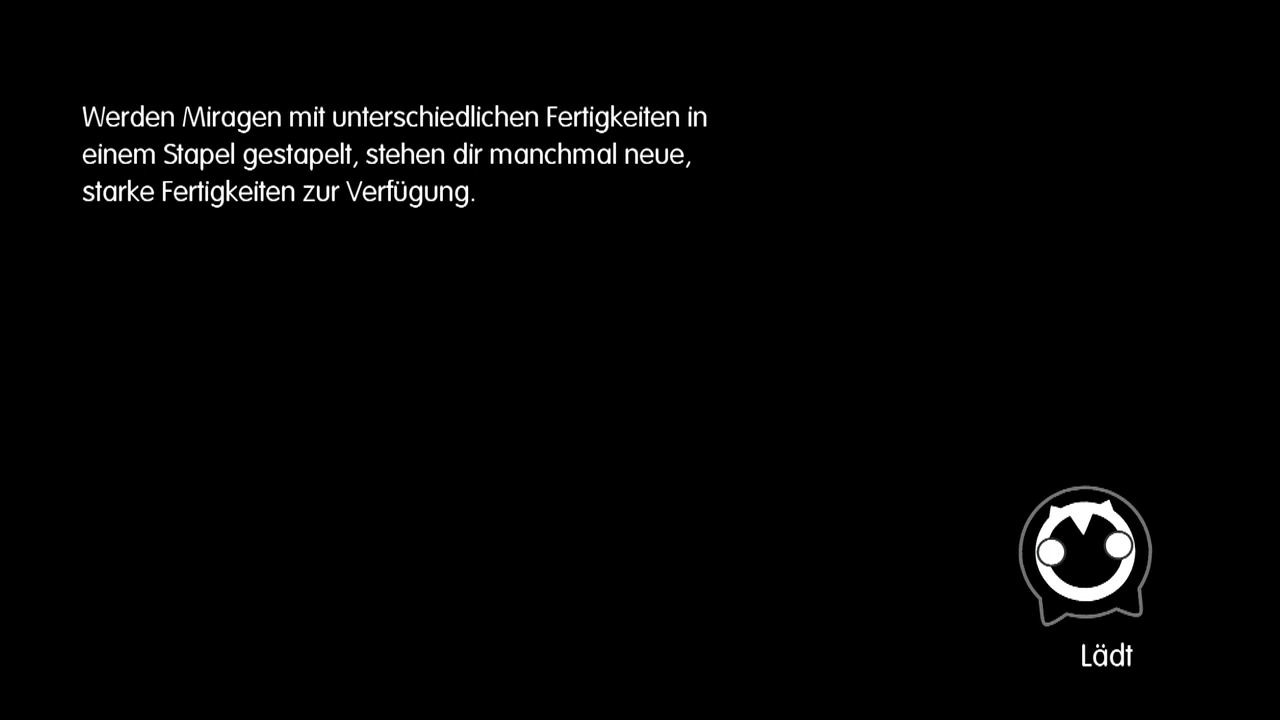 Werden Miragen mit unterschiedlichen Fertigkeiten in
einem Stapel gestapelt, stehen dir manchmal neue,
starke Fertigkeiten zur Verfügung.
Lädt